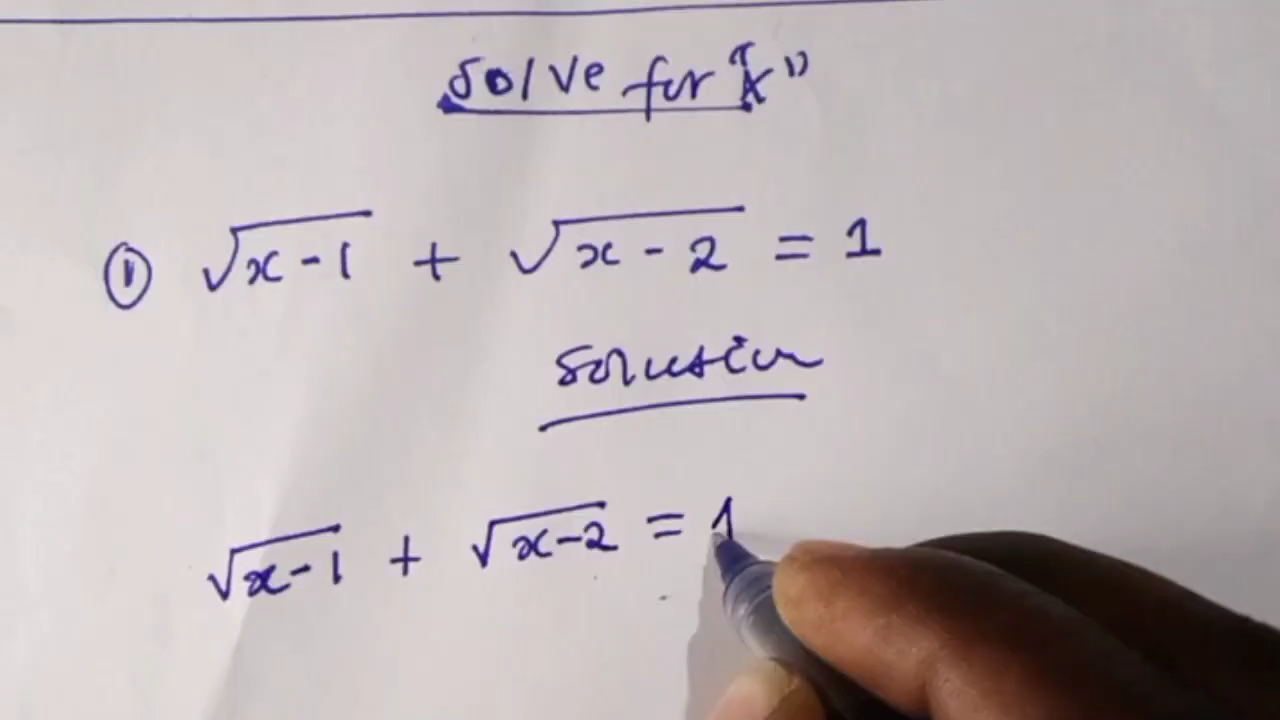 Solve for "x"
① √x-1 + √x-2 = 1
Solution
√x-1 + √x-2 = 1